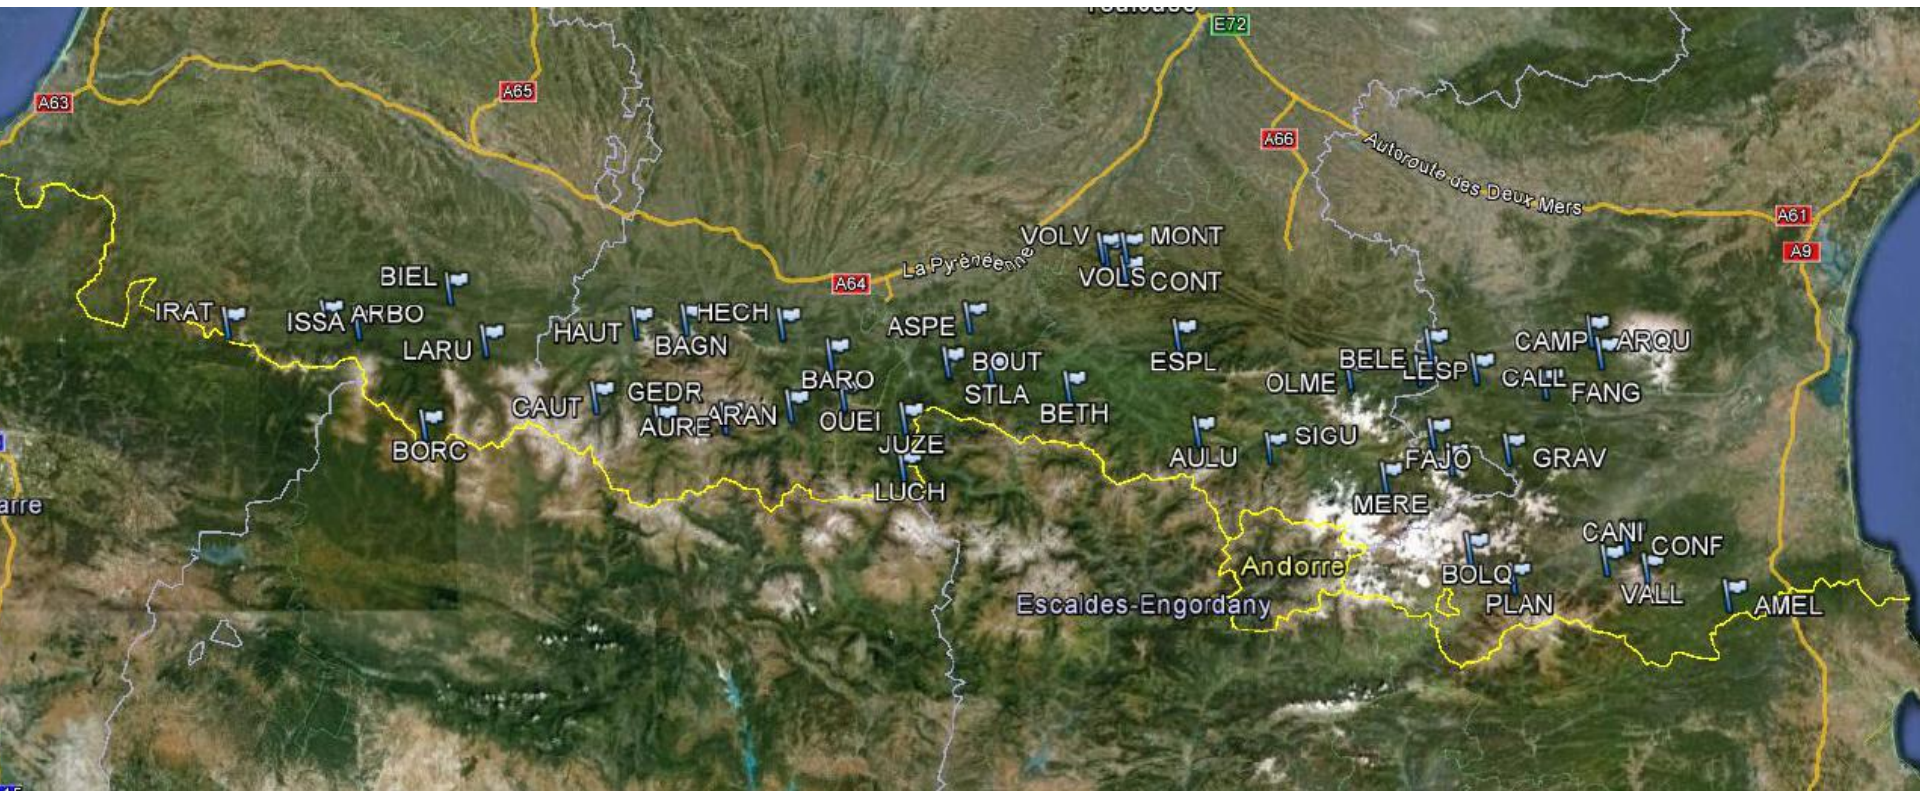 E72
A65
A63
A66
Autoroute des Deux Mers
A61
VOLV MONT
A9
La Pyrénéenne
BIEL
VOLS CONT
A64
IRAT
ISSA ARBO
HECH
HAUT
ASPE
LARU
BAGN
CAMP ARQU
BOUT
ESPL
BELE
LESP
BARO
OLME
CALL FANG
GEDR
STLA
CAUT
ARAN
BETH
AURE
OUEI
JUZE
SIGU
BORC
AULU
FAJO
GRAV
LUCH
MERE
arre
CANI
CONF
Andorre
BOLQ
VALL
Escaldes-Engordany
PLAN
AMEL